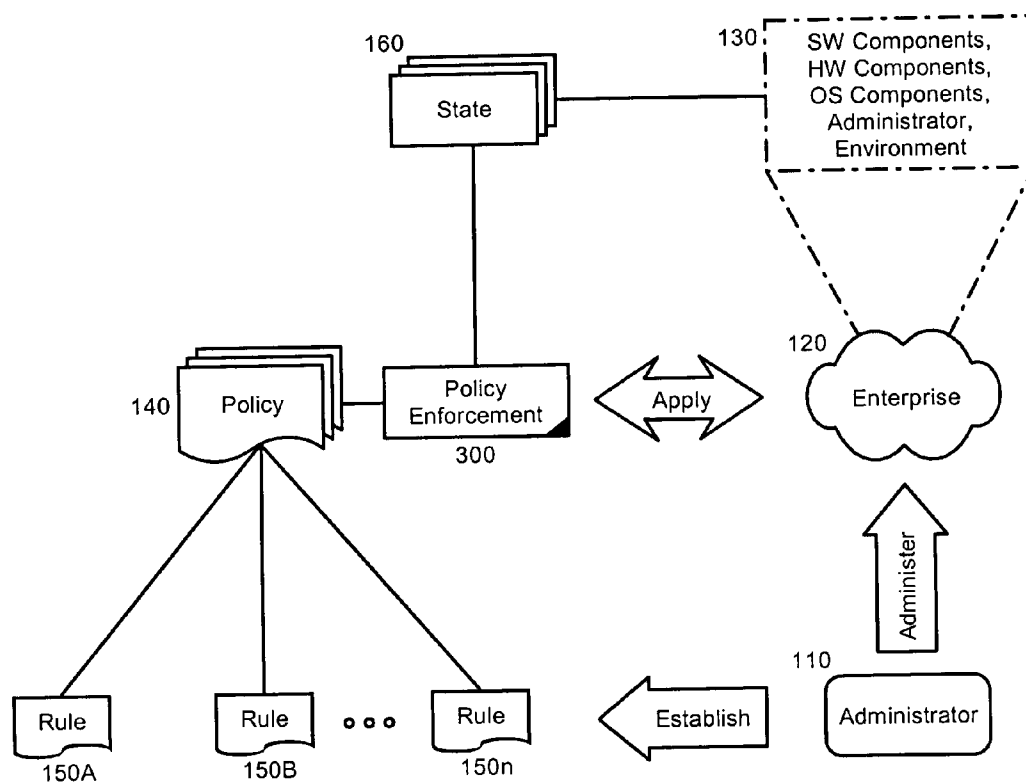 160
State
130
SW Components,
HW Components,
OS Components,
Administrator,
Environment
140
Policy
Policy
Enforcement
300
Apply
120
Enterprise
Administer
110
Administrator
Establish
Rule
150A
Rule
150B
Rule
150n